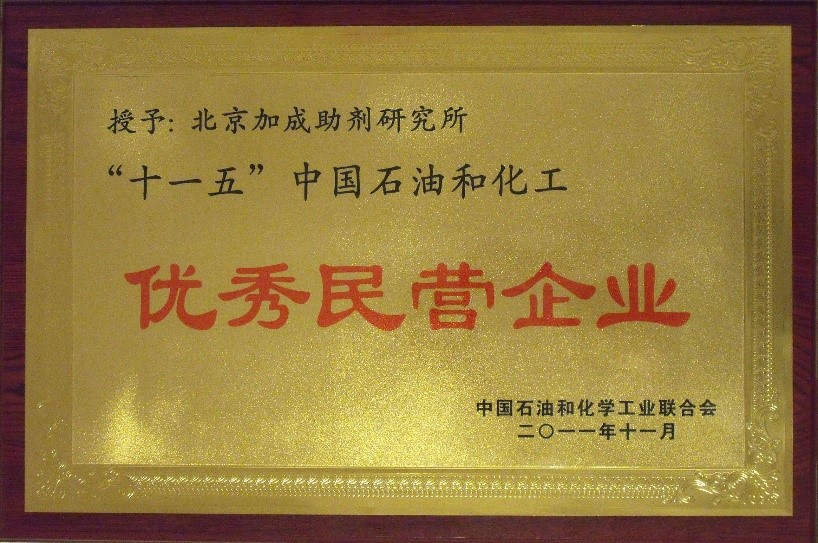 授予：北京加成助剂研究所
“十一五”中国石油和化工
优秀民营企业
中国石油和化学工业联合会
二〇一一年十一月